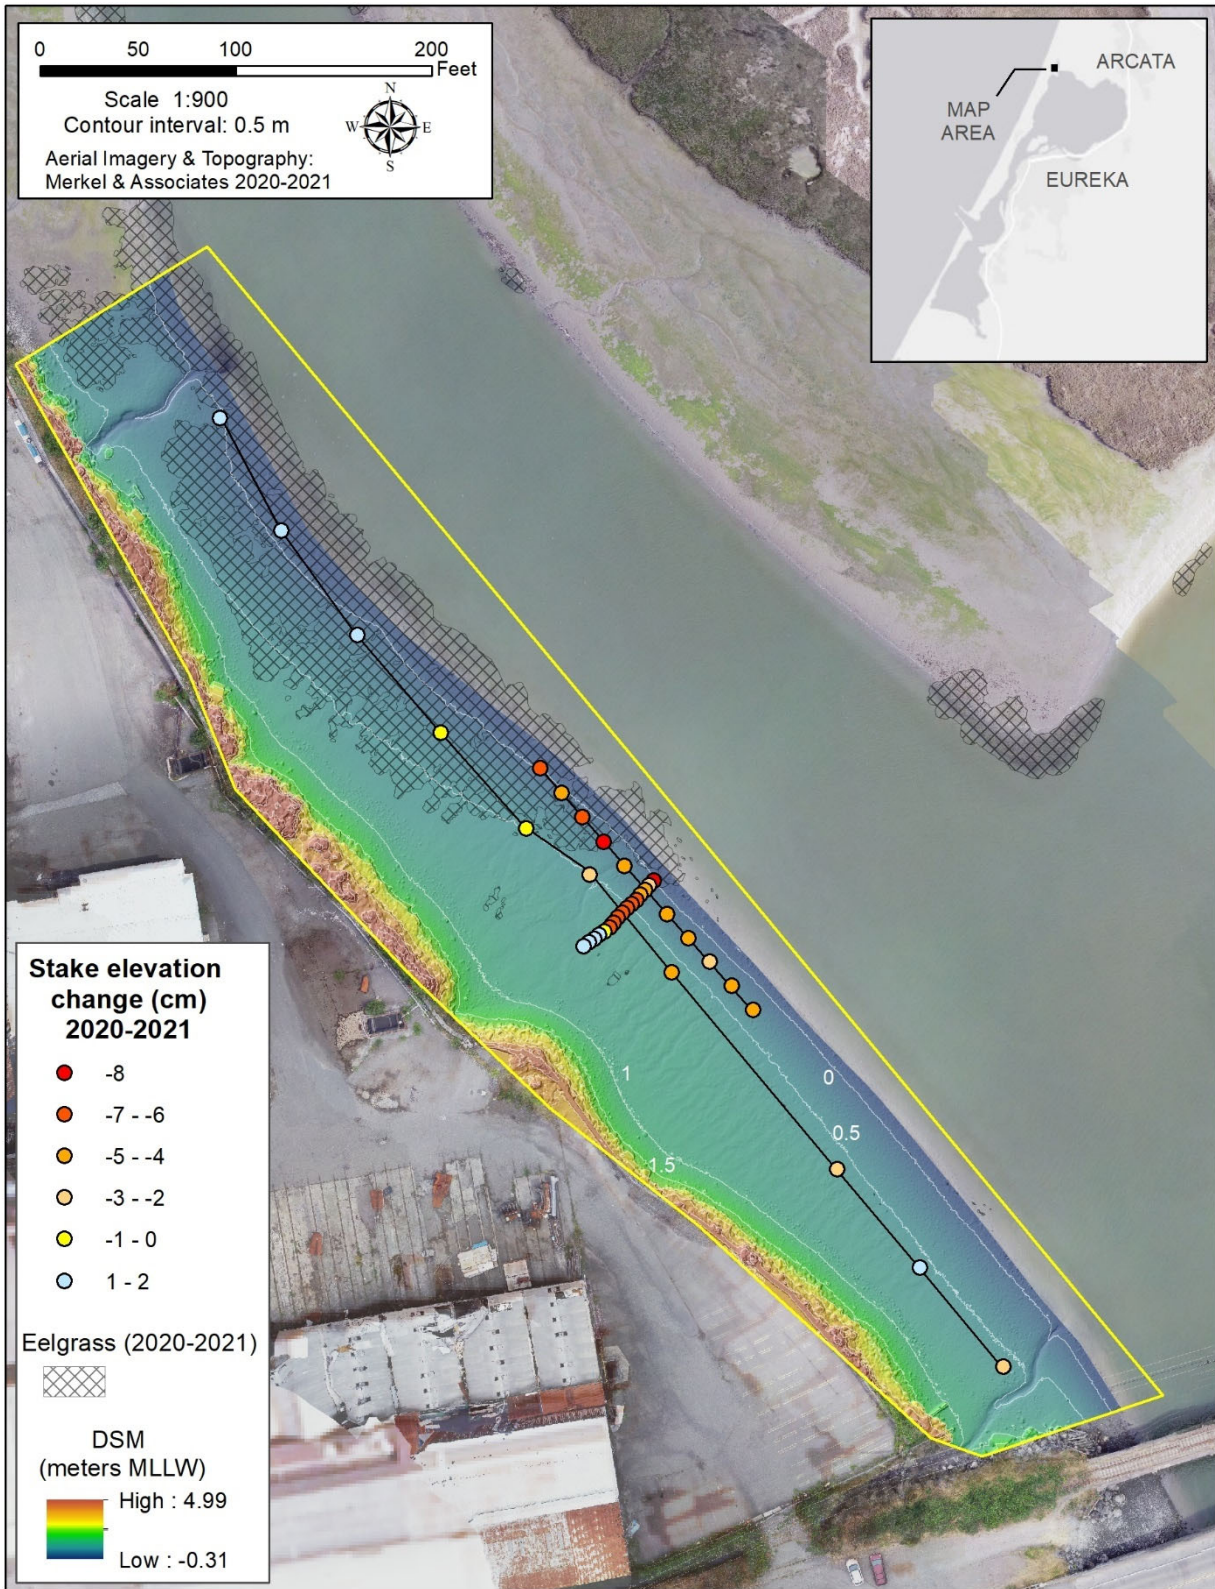 0 50 100 200
Feet
Scale 1:900
Contour interval: 0.5 m
Aerial Imagery & Topography:
Merkel & Associates 2020-2021
N
W E
S
ARCATA
MAP
AREA
EUREKA
1
0
0.5
1.5
Stake elevation
change (cm)
2020-2021
-8
-7 - -6
-5 - -4
-3 - -2
-1 - 0
1 - 2
Eelgrass (2020-2021)
DSM
(meters MLLW)
High : 4.99
Low : -0.31